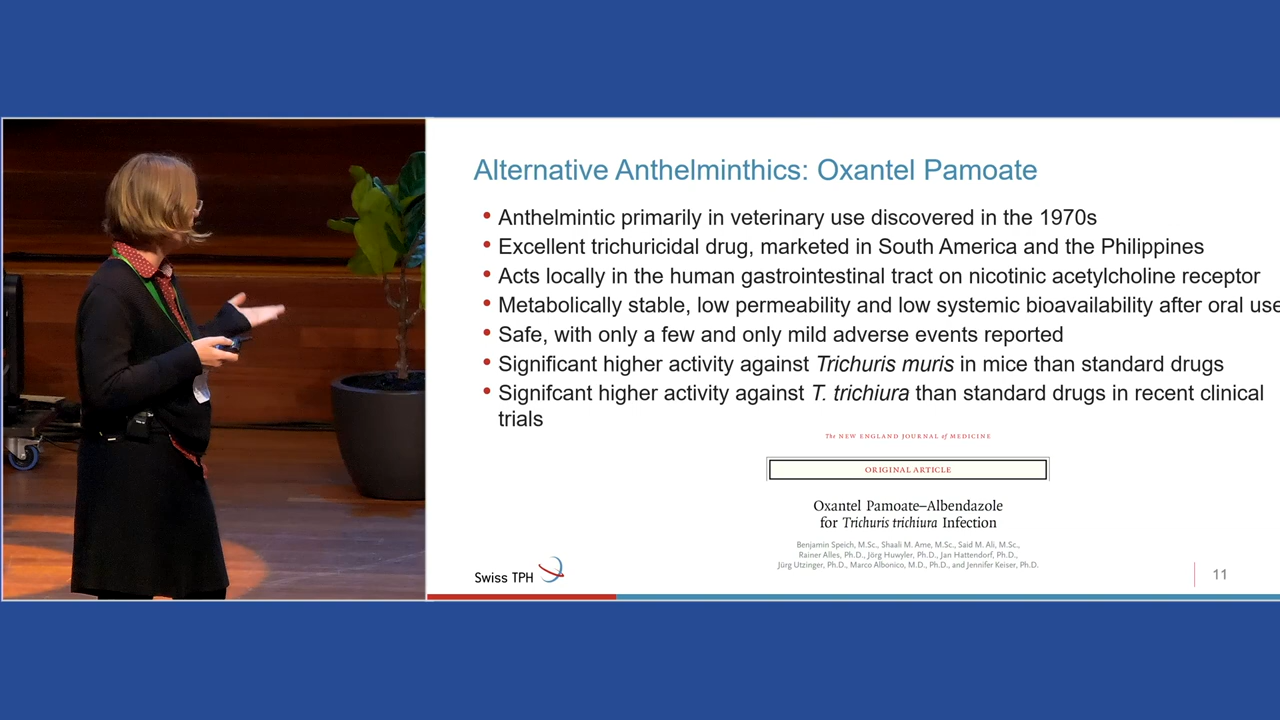 Alternative Anthelminthics: Oxantel Pamoate
• Anthelmintic primarily in veterinary use discovered in the 1970s
• Excellent trichuricidal drug, marketed in South America and the Philippines
• Acts locally in the human gastrointestinal tract on nicotinic acetylcholine receptor
• Metabolically stable, low permeability and low systemic bioavailability after oral use
• Safe, with only a few and only mild adverse events reported
• Significant higher activity against Trichuris muris in mice than standard drugs
• Signifcant higher activity against T. trichiura than standard drugs in recent clinical
trials
The NEW ENGLAND JOURNAL of MEDICINE
ORIGINAL ARTICLE
Oxantel Pamoate–Albendazole
for Trichuris trichiura Infection
Benjamin Speich, M.Sc., Shaali M. Ame, M.Sc., Said M. Ali, M.Sc.,
Rainer Alles, Ph.D., Jörg Huwyler, Ph.D., Jan Hattendorf, Ph.D.,
Jürg Utzinger, Ph.D., Marco Albonico, M.D., Ph.D., and Jennifer Keiser, Ph.D.
Swiss TPH
11